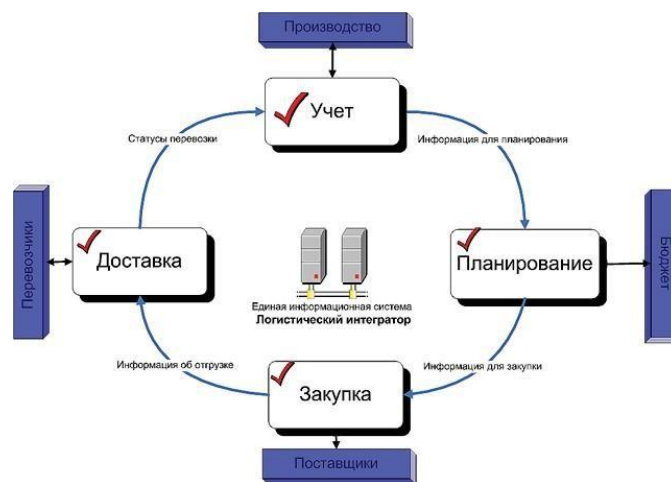 Производство
Учет
Статусы перевозки
Информация для планирования
Перевозчики
Доставка
Планирование
Бюджет
Единая информационная система
Логистический интегратор
Информация об отгрузке
Информация для закупки
Закупка
Поставщики